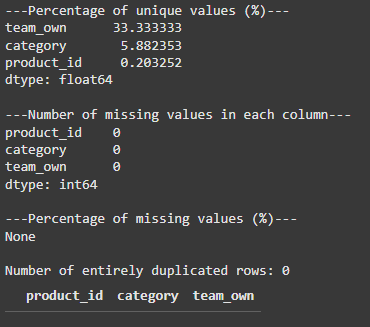 ---Percentage of unique values (%)---
team_own 33.333333
category 5.882353
product_id 0.203252
dtype: float64
---Number of missing values in each column---
product_id 0
category 0
team_own 0
dtype: int64
---Percentage of missing values (%)---
None
Number of entirely duplicated rows: 0
product_id category team_own